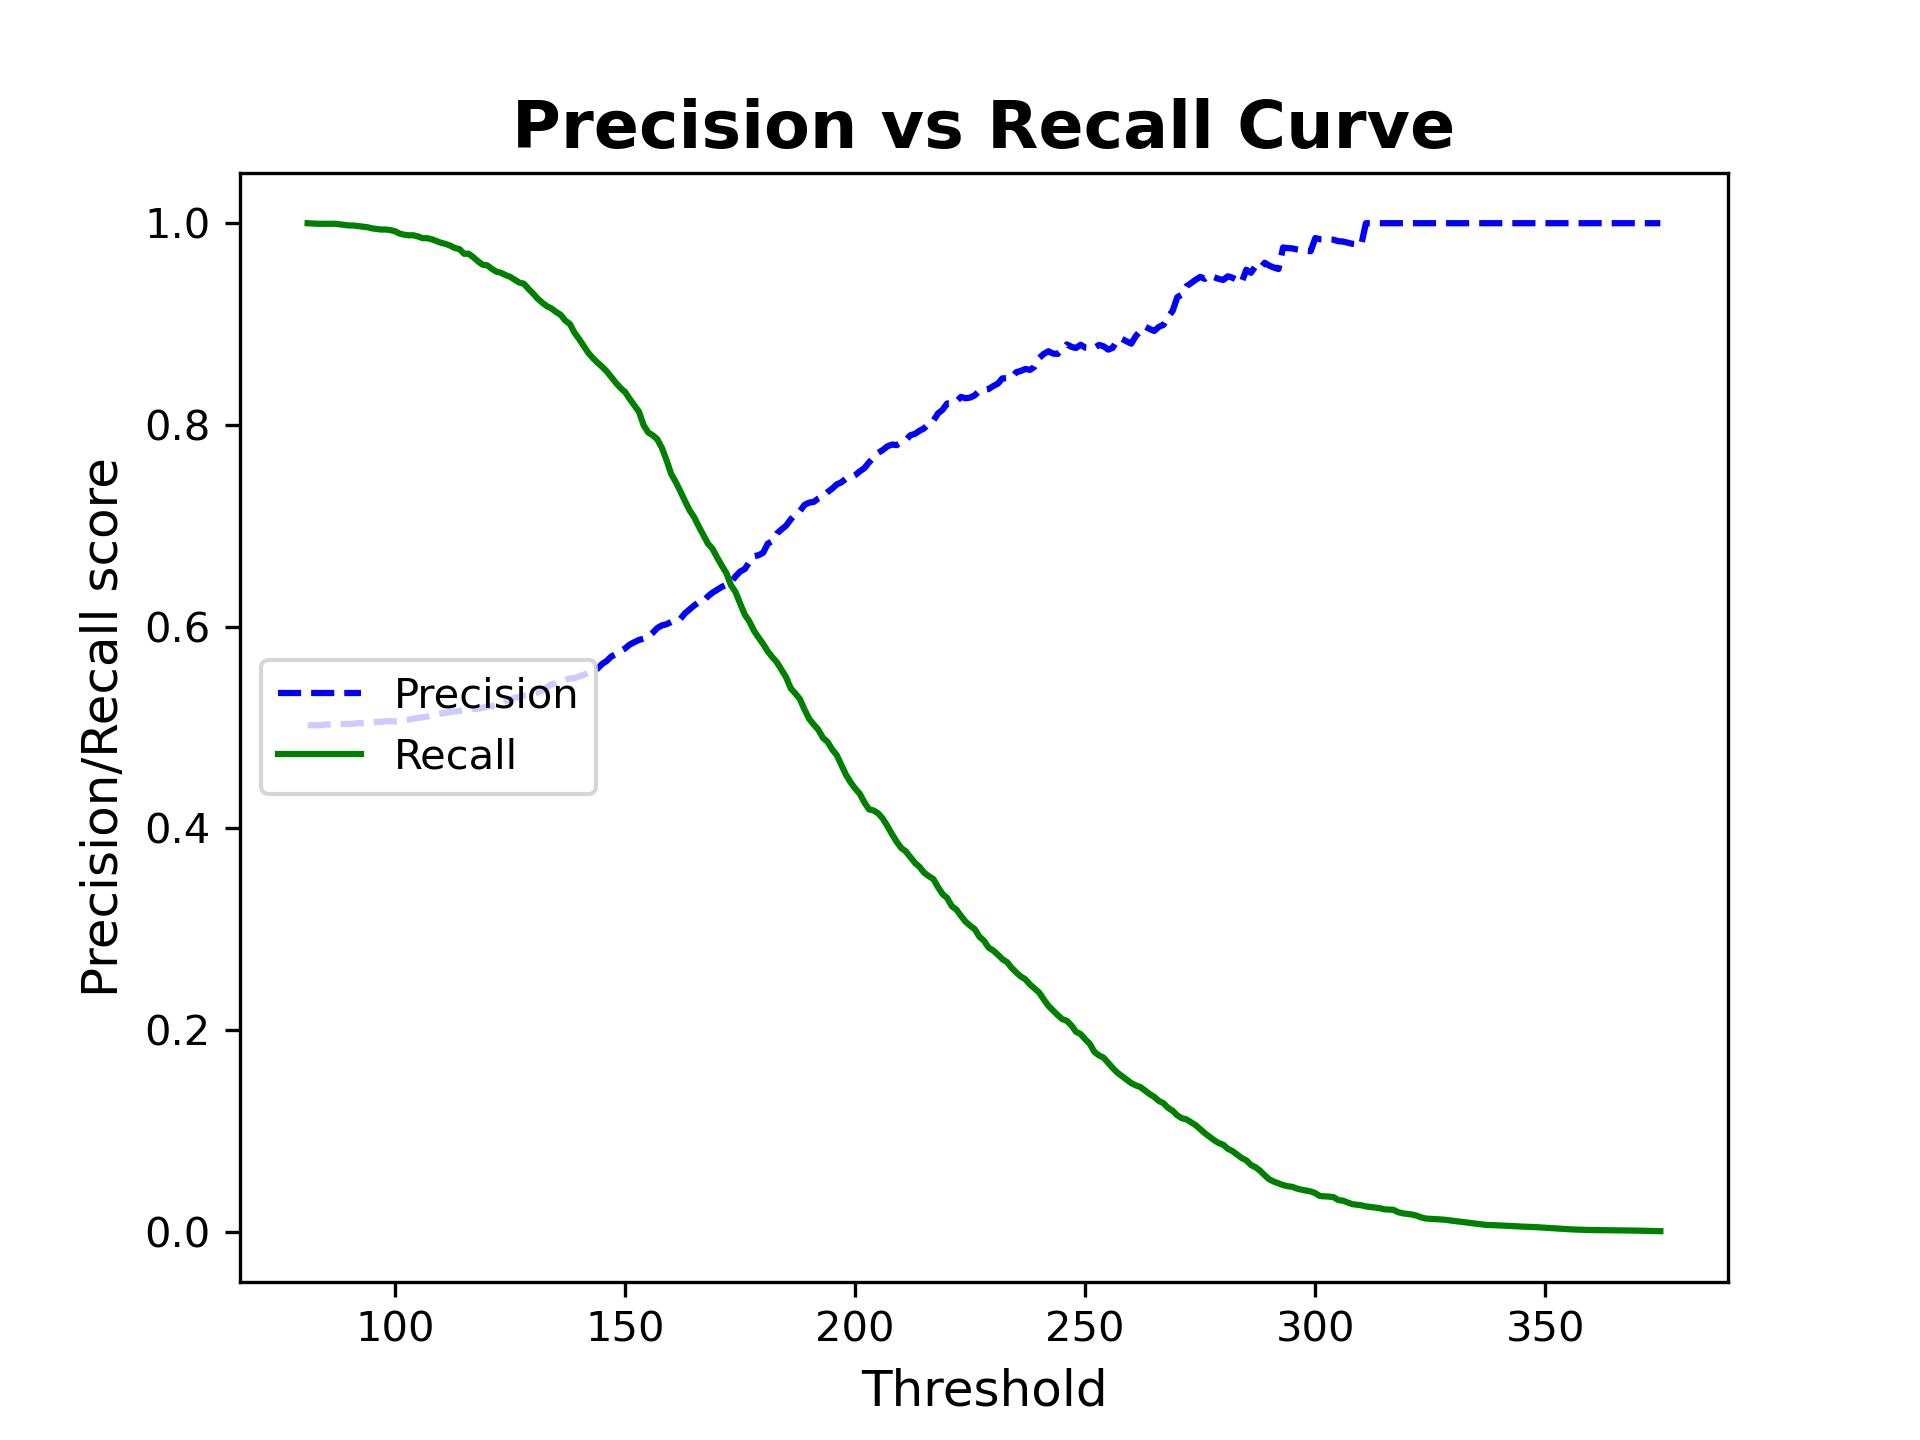 Precision vs Recall Curve
Precision/Recall score
1.0
0.8
0.6
0.4
0.2
0.0
Precision
Recall
100 150 200 250 300 350
Threshold